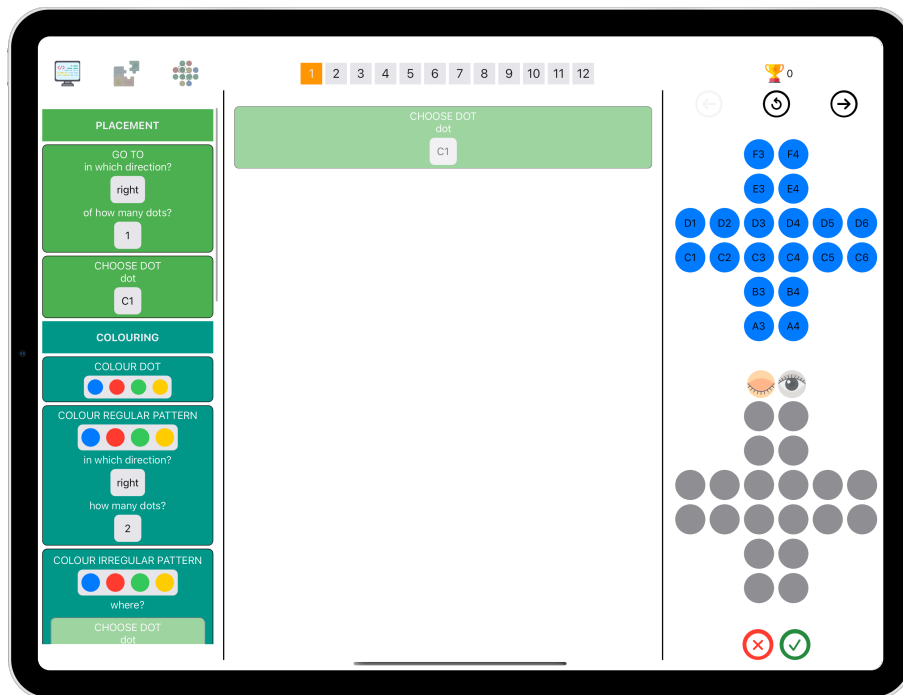 1 2 3 4 5 6 7 8 9 10 11 12
0
PLACEMENT
GO TO
in which direction?
right
of how many dots?
1
CHOOSE DOT
dot
C1
COLOURING
COLOUR DOT
COLOUR REGULAR PATTERN
in which direction?
right
how many dots?
2
COLOUR IRREGULAR PATTERN
where?
CHOOSE DOT
dot
CHOOSE DOT
dot
C1
F3 F4
E3 E4
D1 D2 D3 D4 D5 D6
C1 C2 C3 C4 C5 C6
B3 B4
A3 A4